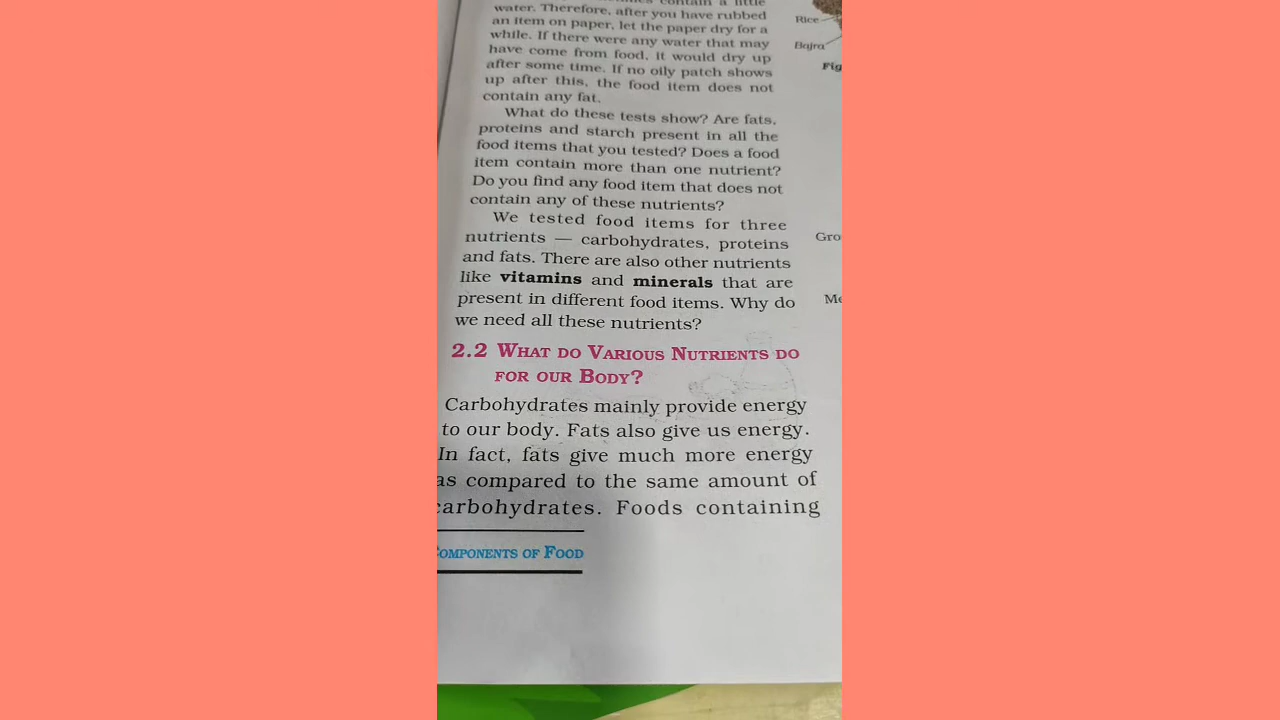 contain a little
water. Therefore, after you have rubbed
an item on paper, let the paper dry for a
while. If there were any water that may
have come from food, it would dry up
after some time. If no oily patch shows
up after this, the food item does not
contain any fat.
What do these tests show? Are fats,
proteins and starch present in all the
food items that you tested? Does a food
item contain more than one nutrient?
Do you find any food item that does not
contain any of these nutrients?
We tested food items for three
nutrients — carbohydrates, proteins
and fats. There are also other nutrients
like vitamins and minerals that are
present in different food items. Why do
we need all these nutrients?
2.2 WHAT DO VARIOUS NUTRIENTS DO
FOR OUR BODY?
Carbohydrates mainly provide energy
to our body. Fats also give us energy.
In fact, fats give much more energy
as compared to the same amount of
carbohydrates. Foods containing
COMPONENTS OF FOOD
Rice
Bajra
Fig
Gro
Me